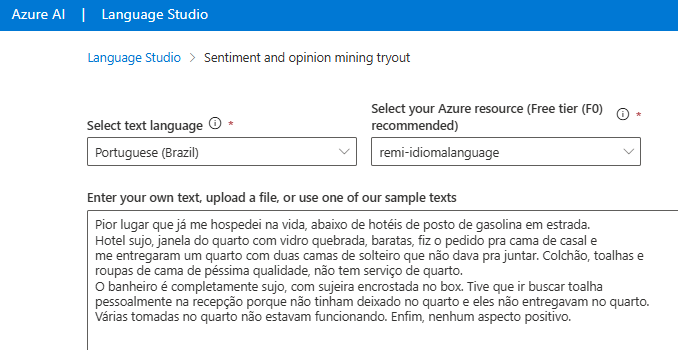 Azure AI | Language Studio
Language Studio > Sentiment and opinion mining tryout
Select text language *
Select your Azure resource (Free tier (F0) recommended) *
Portuguese (Brazil)
remi-idiomalanguage
Enter your own text, upload a file, or use one of our sample texts
Pior lugar que já me hospedei na vida, abaixo de hotéis de posto de gasolina em estrada.
Hotel sujo, janela do quarto com vidro quebrada, baratas, fiz o pedido pra cama de casal e
me entregaram um quarto com duas camas de solteiro que não dava pra juntar. Colchão, toalhas e
roupas de cama de péssima qualidade, não tem serviço de quarto.
O banheiro é completamente sujo, com sujeira encrostada no box. Tive que ir buscar toalha
pessoalmente na recepção porque não tinham deixado no quarto e eles não entregavam no quarto.
Várias tomadas no quarto não estavam funcionando. Enfim, nenhum aspecto positivo.